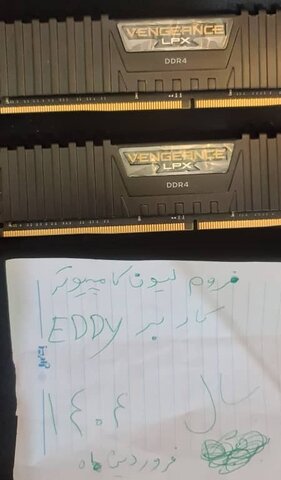 VENGEANCE
LPX
DDR4
VENGEANCE
LPX
DDR4
فروم لیون کامپیوتر
کاربر EDDY
سال ۱۴۰۴
فروردین ماه